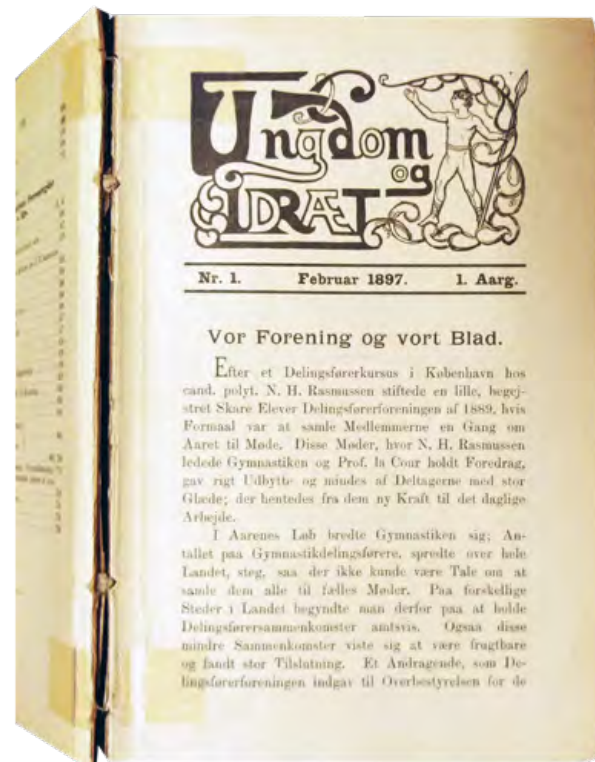 Ungdom
og
IDRÆT
Nr. 1. Februar 1897. 1. Aarg.
Vor Forening og vort Blad.
Efter et Delingsførerkursus i København hos
cand. polyt. N. H. Rasmussen stiftede en lille, begej-
stret Skare Elever Delingsførerforeningen af 1889, hvis
Formaal var at samle Medlemmerne en Gang om
Aaret til Møde. Disse Møder, hvor N. H. Rasmussen
ledede Gymnastiken og Prof. la Cour holdt Foredrag,
gav rigt Udbytte og mindes af Deltagerne med stor
Glæde; der hentedes fra dem ny Kraft til det daglige
Arbejde.
I Aarenes Løb bredte Gymnastiken sig; An-
tallet paa Gymnastikdelingsførere, spredte over hele
Landet, steg, saa der ikke kunde være Tale om at
samle dem alle til fælles Møder. Paa forskellige
Steder i Landet begyndte man derfor paa at holde
Delingsførersammenkomster amtsvis. Ogsaa disse
mindre Sammenkomster viste sig at være frugtbare
og fandt stor Tilslutning. Et Andragende, som De-
lingsførerforeningen indgav til Overbestyrelsen for de